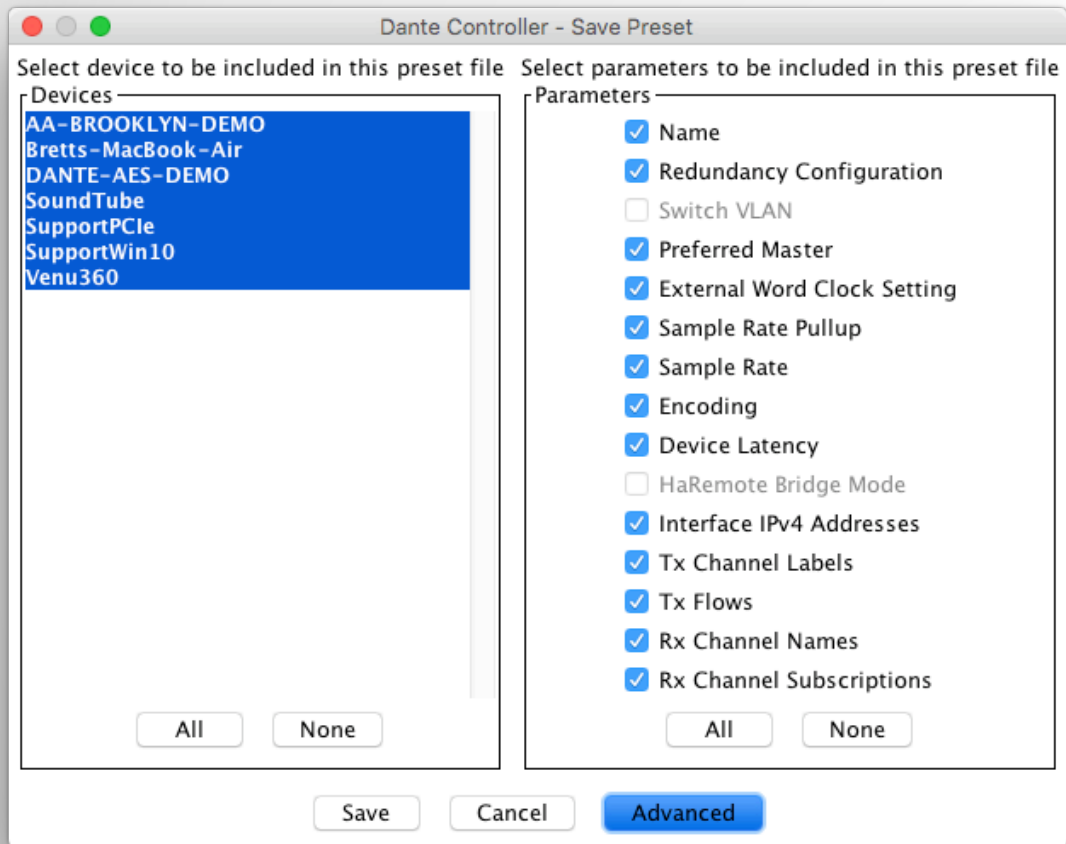 Dante Controller - Save Preset
Select device to be included in this preset file
Devices
AA-BROOKLYN-DEMO
Bretts-MacBook-Air
DANTE-AES-DEMO
SoundTube
SupportPCIe
SupportWin10
Venu360
All None
Select parameters to be included in this preset file
Parameters
Name
Redundancy Configuration
Switch VLAN
Preferred Master
External Word Clock Setting
Sample Rate Pullup
Sample Rate
Encoding
Device Latency
HaRemote Bridge Mode
Interface IPv4 Addresses
Tx Channel Labels
Tx Flows
Rx Channel Names
Rx Channel Subscriptions
All None
Save Cancel Advanced